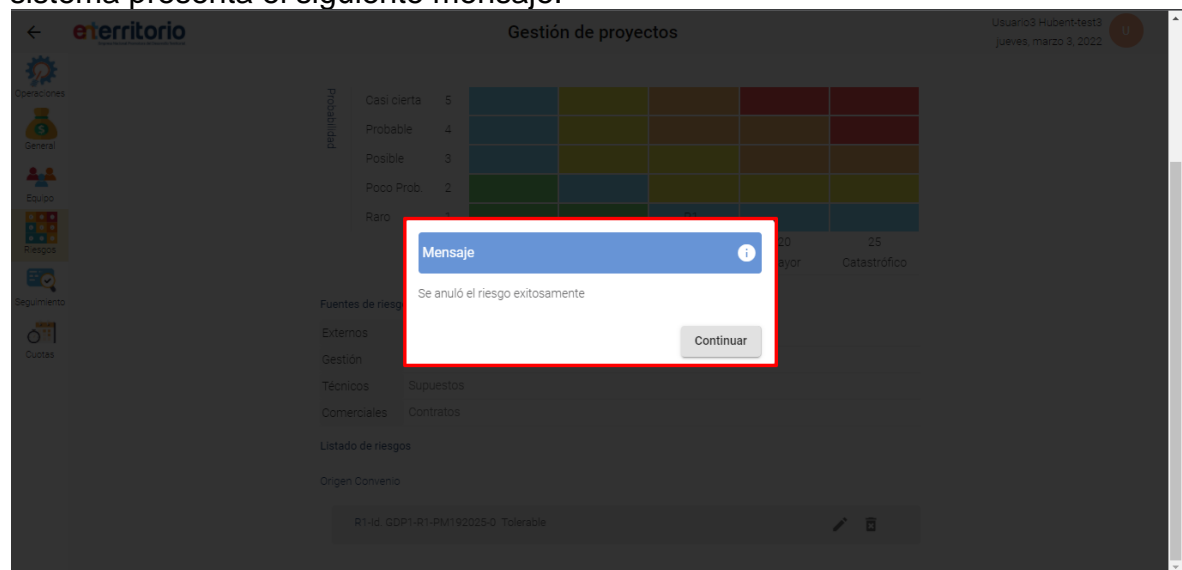 sistema presenta el siguiente mensaje:
eterritorio
Gestión de proyectos
Usuario3 Hubent-test3
jueves, marzo 3, 2022
U
Operaciones
General
Equipo
Riesgos
Seguimiento
Cuotas
Probabilidad
Casi cierta 5
Probable 4
Posible 3
Poco Prob. 2
Raro
20 25
ayor Catastrófico
Mensaje
Se anuló el riesgo exitosamente
Continuar
Fuentes de riesg
Externos
Gestión
Técnicos Supuestos
Comerciales Contratos
Listado de riesgos
Origen Convenio
R1-Id. GDP1-R1-PM192025-0 Tolerable